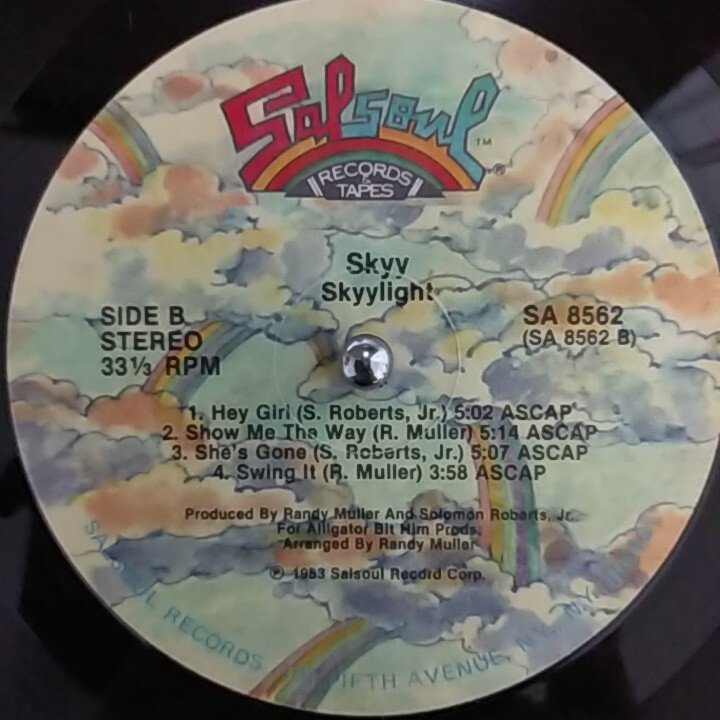 Salsoul ™
RECORDS & TAPES ®
Skyy
Skyylight
SIDE B
STEREO
33⅓ RPM
SA 8562
(SA 8562 B)
1. Hey Girl (S. Roberts, Jr.) 5:02 ASCAP
2. Show Me The Way (R. Muller) 5:14 ASCAP
3. She's Gone (S. Roberts, Jr.) 5:07 ASCAP
4. Swing It (R. Muller) 3:58 ASCAP
Produced By Randy Muller And Solomon Roberts, Jr.
For Alligator Bit Him Prods.
Arranged By Randy Muller
℗ 1983 Salsoul Record Corp.
SALSOUL RECORDS FIFTH AVENUE, N.Y., N.Y.